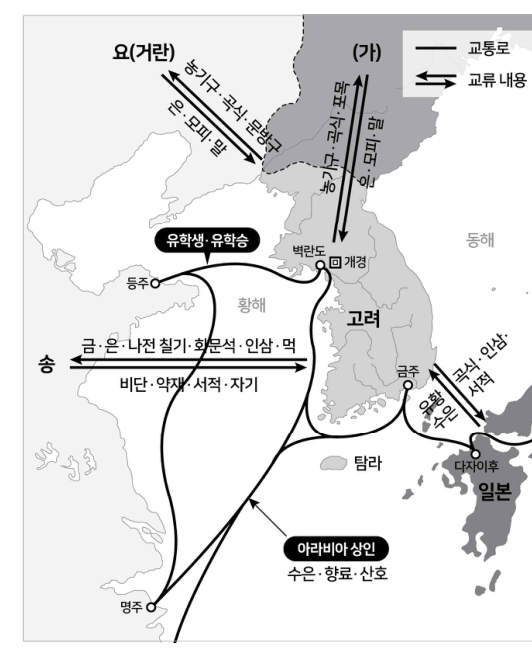 요(거란)
(가)
교통로
교류 내용
농기구·곡식·문방구
은·모피·말
농기구·곡식·포목
은·모피·말
유학생·유학승
벽란도
개경
동해
등주
황해
고려
송
금·은·나전 칠기·화문석·인삼·먹
비단·약재·서적·자기
금주
곡식·인삼·
서적
유황
수은
탐라
다자이후
일본
아라비아 상인
수은·향료·산호
명주